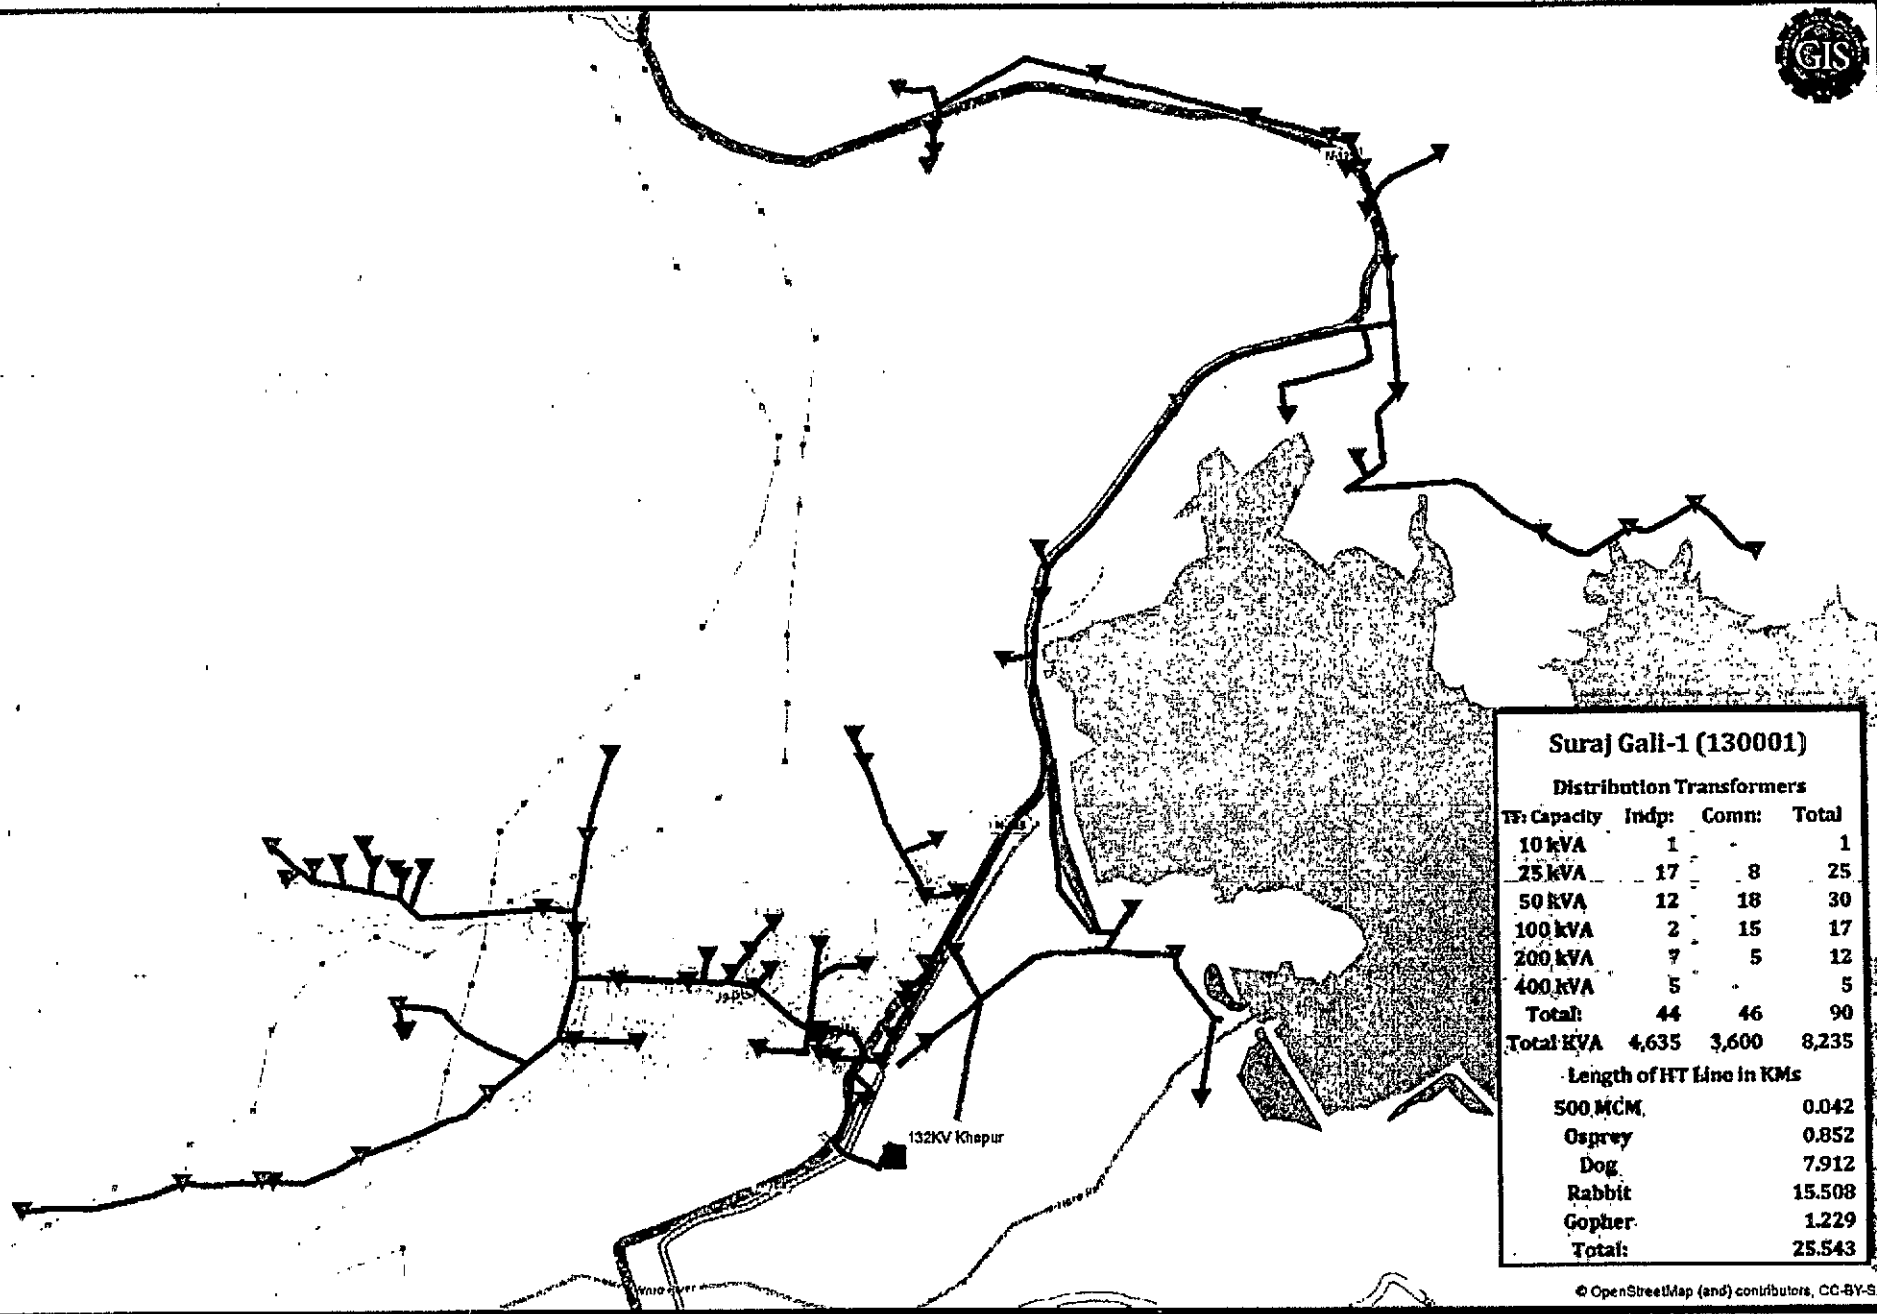 GIS
خانپور
132KV Khapur
Suraj Gali-1 (130001)
Distribution Transformers
TF: Capacity Indp: Comn: Total
10 kVA 1 - 1
25 kVA 17 8 25
50 kVA 12 18 30
100 kVA 2 15 17
200 kVA 7 5 12
400 kVA 5 - 5
Total: 44 46 90
Total KVA 4,635 3,600 8,235
Length of HT Line in KMs
500 MCM 0.042
Osprey 0.852
Dog 7.912
Rabbit 15.508
Gopher 1.229
Total: 25.543
© OpenStreetMap (and) contributors, CC-BY-S